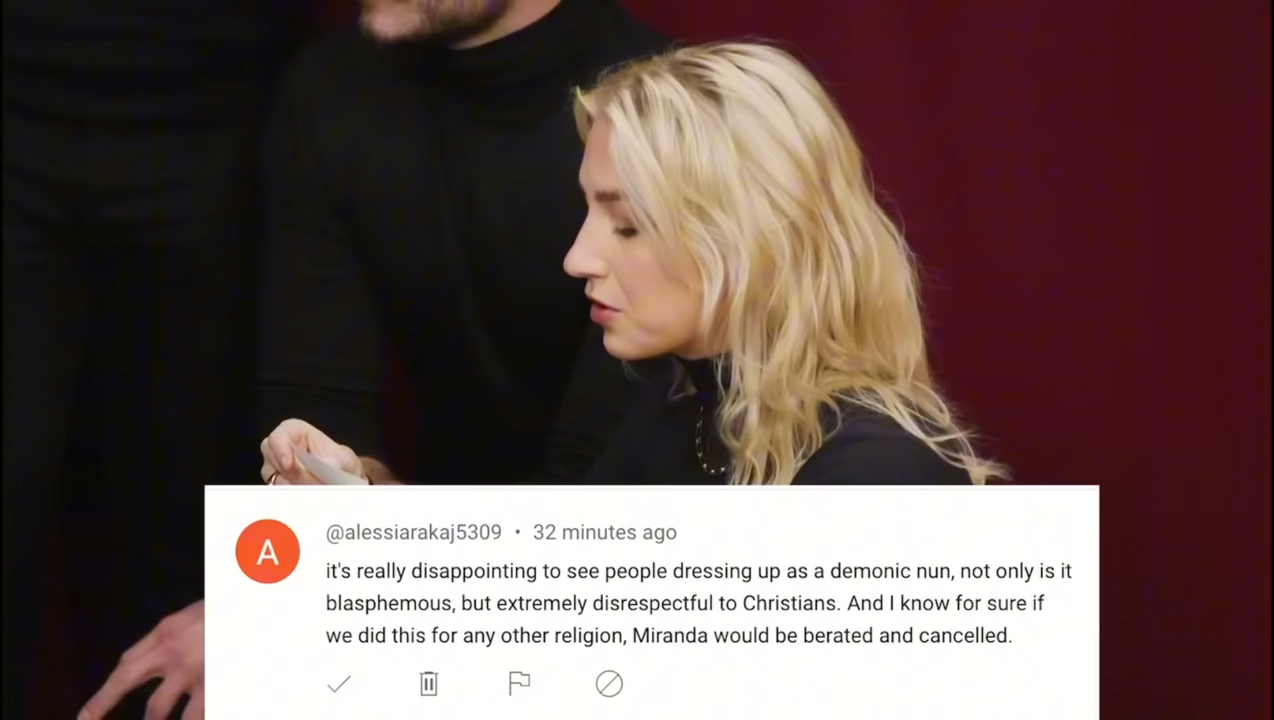 A
@alessiarakaj5309 • 32 minutes ago
it's really disappointing to see people dressing up as a demonic nun, not only is it
blasphemous, but extremely disrespectful to Christians. And I know for sure if
we did this for any other religion, Miranda would be berated and cancelled.